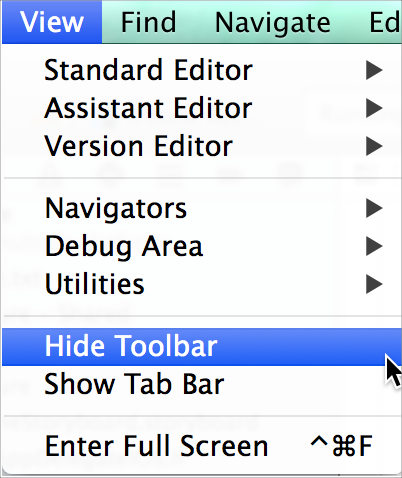 View Find Navigate Ed
Standard Editor ▶
Assistant Editor ▶
Version Editor ▶
Navigators ▶
Debug Area ▶
Utilities ▶
Hide Toolbar
Show Tab Bar
Enter Full Screen ^⌘F